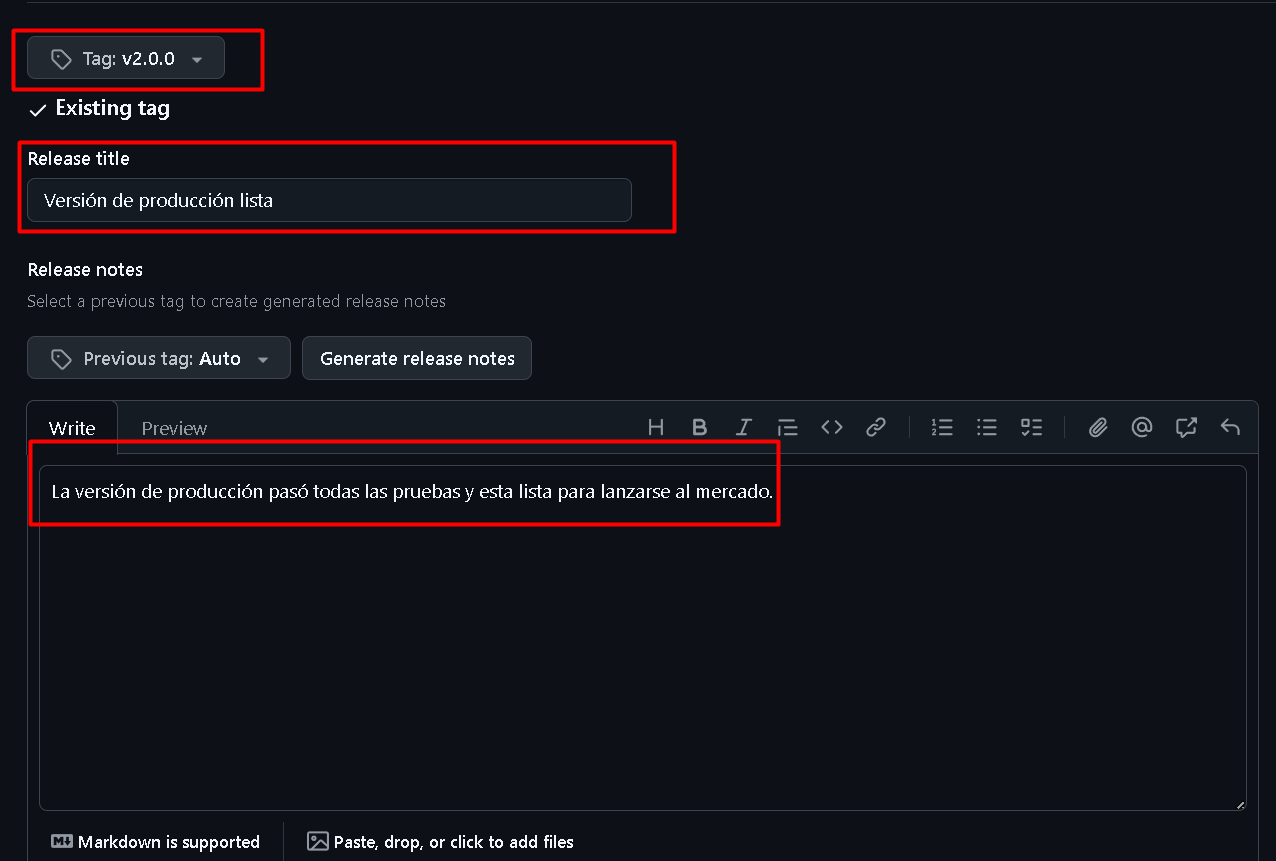 Tag: v2.0.0
Existing tag
Release title
Versión de producción lista
Release notes
Select a previous tag to create generated release notes
Previous tag: Auto
Generate release notes
Write Preview
La versión de producción pasó todas las pruebas y esta lista para lanzarse al mercado.
Markdown is supported
Paste, drop, or click to add files